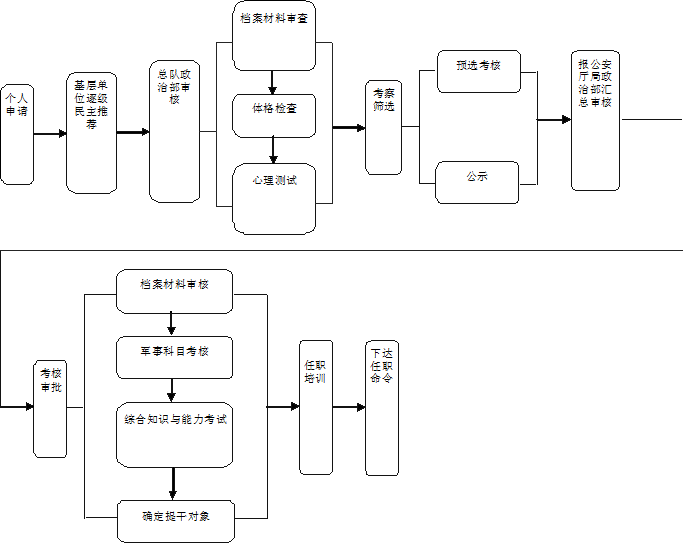 个人
申请
基层单
位逐级
民主推
荐
总队政
治部审
核
档案材料审查
体格检查
心理测试
考察
筛选
预选考核
公示
报公安
厅局政
治部汇
总审核
考核
审批
档案材料审核
军事科目考核
综合知识与能力考试
确定提干对象
任职
培训
下达
任职
命令